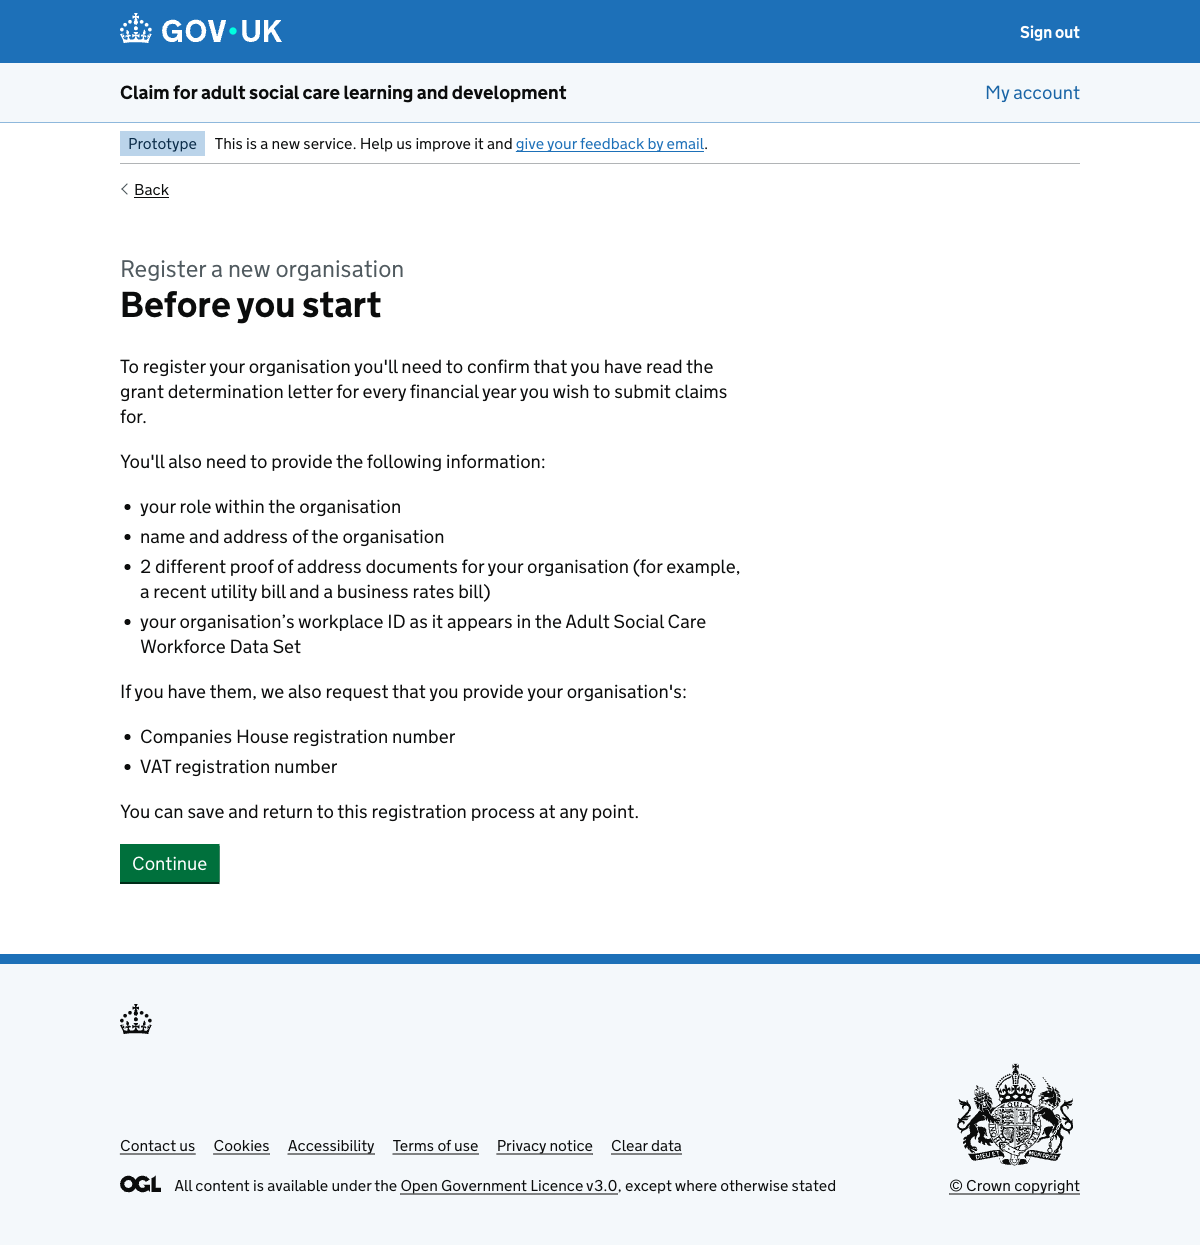 GOV·UK
Sign out
Claim for adult social care learning and development
My account
Prototype This is a new service. Help us improve it and give your feedback by email.
Back
Register a new organisation
Before you start
To register your organisation you'll need to confirm that you have read the
grant determination letter for every financial year you wish to submit claims
for.
You'll also need to provide the following information:
• your role within the organisation
• name and address of the organisation
• 2 different proof of address documents for your organisation (for example,
a recent utility bill and a business rates bill)
• your organisation’s workplace ID as it appears in the Adult Social Care
Workforce Data Set
If you have them, we also request that you provide your organisation's:
• Companies House registration number
• VAT registration number
You can save and return to this registration process at any point.
Continue
Contact us Cookies Accessibility Terms of use Privacy notice Clear data
OGL All content is available under the Open Government Licence v3.0, except where otherwise stated
© Crown copyright